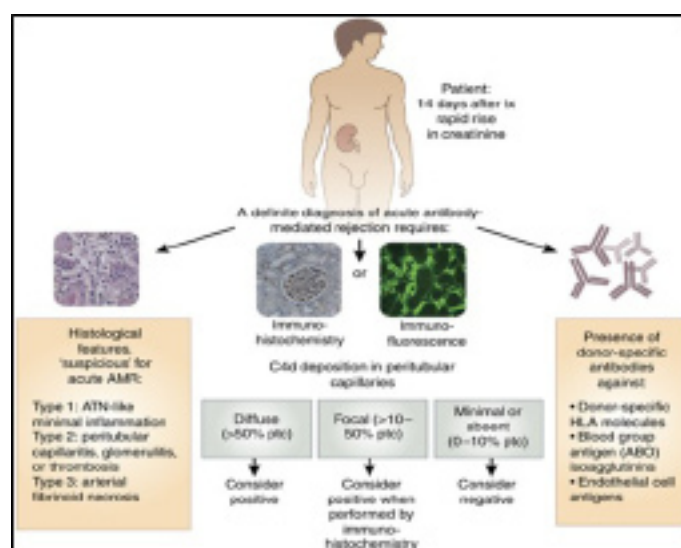 Patient:
14 days after tx
rapid rise
in creatinine
A definite diagnosis of acute antibody-
mediated rejection requires:
or
Immuno-
histochemistry
Immuno-
fluorescence
C4d deposition in peritubular
capillaries
Histological
features,
'suspicious' for
acute AMR:
Type 1: ATN-like
minimal inflammation
Type 2: peritubular
capillaritis, glomerulitis,
or thrombosis
Type 3: arterial
fibrinoid necrosis
Diffuse
(>50% ptc)
Consider
positive
Focal (>10–
50% ptc)
Consider
positive when
performed by
immuno-
histochemistry
Minimal or
absent
(0–10% ptc)
Consider
negative
Presence of
donor-specific
antibodies
against
• Donor-specific
HLA molecules
• Blood group
antigen (ABO)
isoagglutinins
• Endothelial cell
antigens